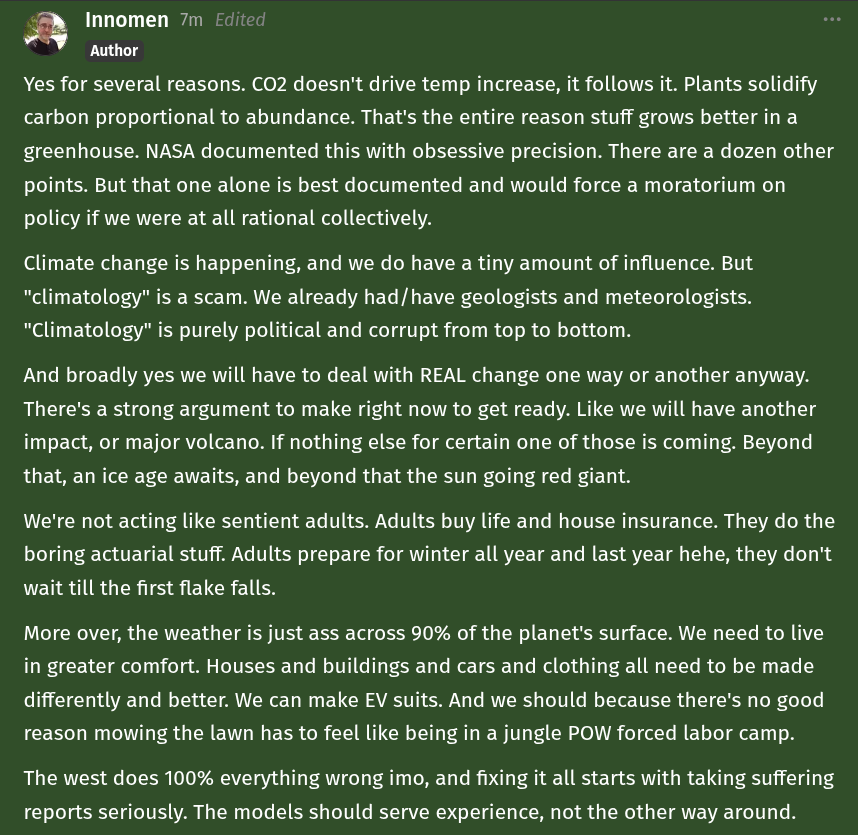 Innomen 7m Edited
Author
Yes for several reasons. CO2 doesn't drive temp increase, it follows it. Plants solidify
carbon proportional to abundance. That's the entire reason stuff grows better in a
greenhouse. NASA documented this with obsessive precision. There are a dozen other
points. But that one alone is best documented and would force a moratorium on
policy if we were at all rational collectively.
Climate change is happening, and we do have a tiny amount of influence. But
"climatology" is a scam. We already had/have geologists and meteorologists.
"Climatology" is purely political and corrupt from top to bottom.
And broadly yes we will have to deal with REAL change one way or another anyway.
There's a strong argument to make right now to get ready. Like we will have another
impact, or major volcano. If nothing else for certain one of those is coming. Beyond
that, an ice age awaits, and beyond that the sun going red giant.
We're not acting like sentient adults. Adults buy life and house insurance. They do the
boring actuarial stuff. Adults prepare for winter all year and last year hehe, they don't
wait till the first flake falls.
More over, the weather is just ass across 90% of the planet's surface. We need to live
in greater comfort. Houses and buildings and cars and clothing all need to be made
differently and better. We can make EV suits. And we should because there's no good
reason mowing the lawn has to feel like being in a jungle POW forced labor camp.
The west does 100% everything wrong imo, and fixing it all starts with taking suffering
reports seriously. The models should serve experience, not the other way around.